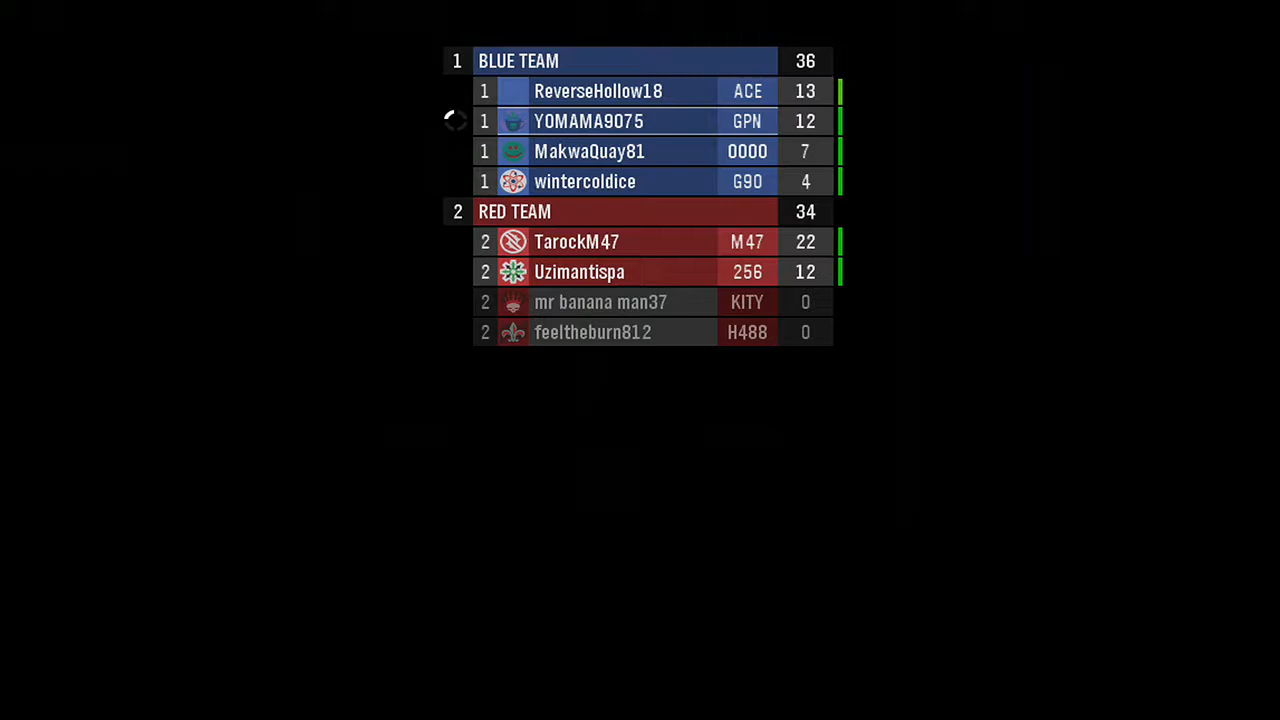 1 BLUE TEAM 36
1 ReverseHollow18 ACE 13
1 YOMAMA9075 GPN 12
1 MakwaQuay81 0000 7
1 wintercoldice G90 4
2 RED TEAM 34
2 TarockM47 M47 22
2 Uzimantispa 256 12
2 mr banana man37 KITY 0
2 feeltheburn812 H488 0